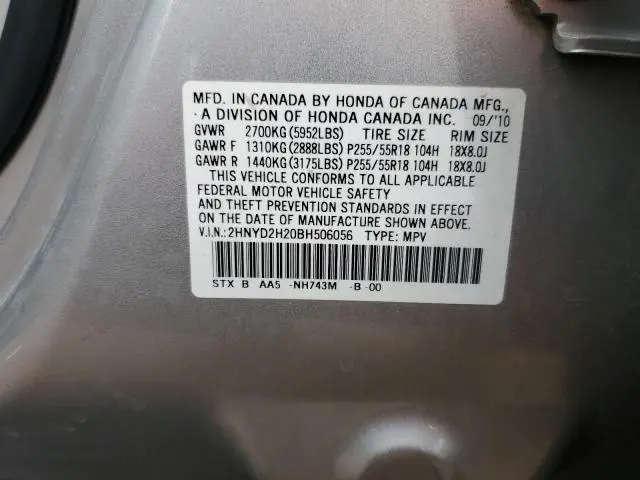 MFD. IN CANADA BY HONDA OF CANADA MFG.,
A DIVISION OF HONDA CANADA INC. 09/'10
GVWR 2700KG(5952LBS) TIRE SIZE RIM SIZE
GAWR F 1310KG(2888LBS) P255/55R18 104H 18X8.0J
GAWR R 1440KG(3175LBS) P255/55R18 104H 18X8.0J
THIS VEHICLE CONFORMS TO ALL APPLICABLE
FEDERAL MOTOR VEHICLE SAFETY
AND THEFT PREVENTION STANDARDS IN EFFECT
ON THE DATE OF MANUFACTURE SHOWN ABOVE.
V.I.N.:2HNYD2H20BH506056 TYPE: MPV
STX B AA5 -NH743M -B-00